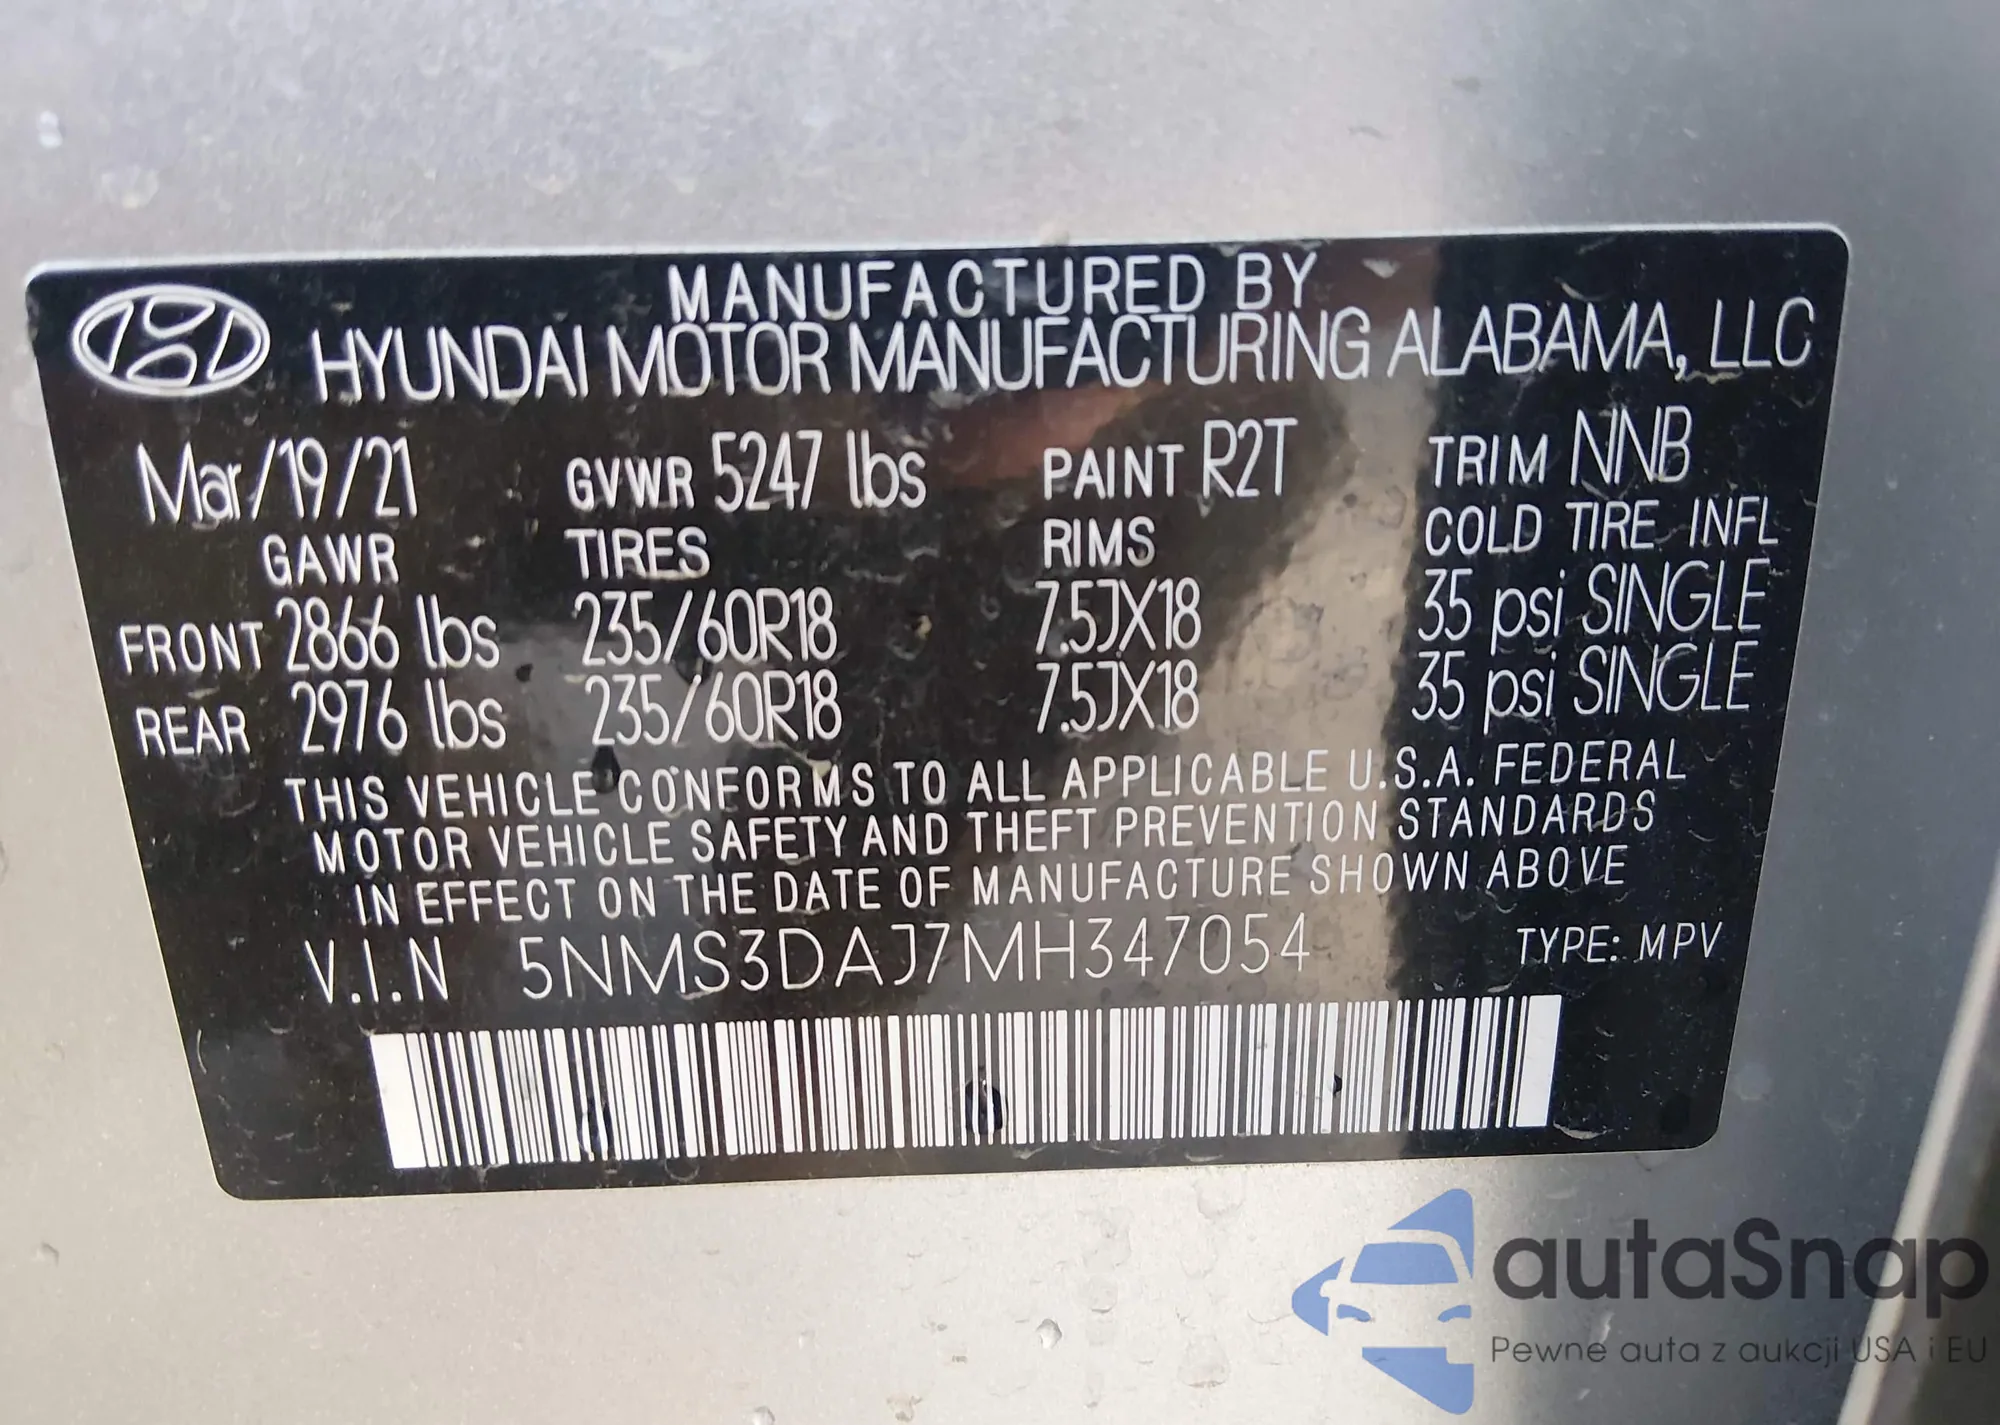 MANUFACTURED BY
HYUNDAI MOTOR MANUFACTURING ALABAMA, LLC
Mar/19/21 GVWR 5247 lbs PAINT R2T TRIM NNB
GAWR TIRES RIMS COLD TIRE INFL
FRONT 2866 lbs 235/60R18 7.5JX18 35 psi SINGLE
REAR 2976 lbs 235/60R18 7.5JX18 35 psi SINGLE
THIS VEHICLE CONFORMS TO ALL APPLICABLE U.S.A. FEDERAL
MOTOR VEHICLE SAFETY AND THEFT PREVENTION STANDARDS
IN EFFECT ON THE DATE OF MANUFACTURE SHOWN ABOVE
V.I.N 5NMS3DAJ7MH347054 TYPE: MPV
autaSnap
Pewne auta z aukcji USA i EU